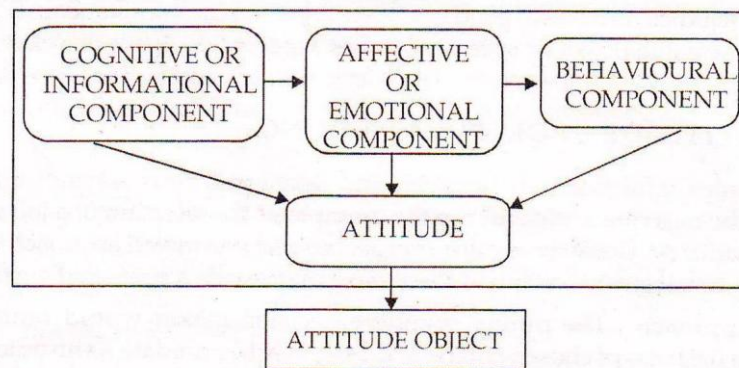 COGNITIVE OR
INFORMATIONAL
COMPONENT
AFFECTIVE
OR
EMOTIONAL
COMPONENT
BEHAVIOURAL
COMPONENT
ATTITUDE
ATTITUDE OBJECT